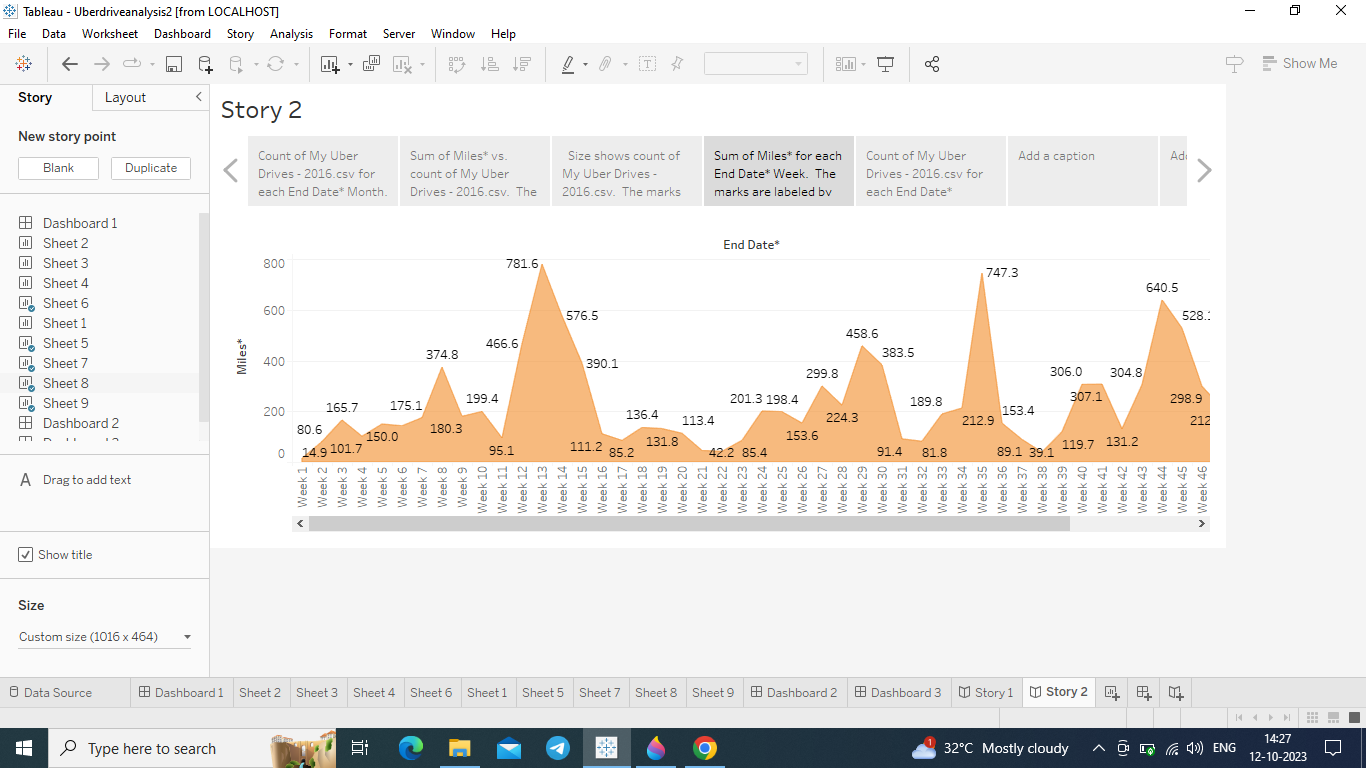 Tableau - Uberdriveanalysis2 [from LOCALHOST]
File Data Worksheet Dashboard Story Analysis Format Server Window Help
Show Me
Story Layout
New story point
Blank Duplicate
Dashboard 1
Sheet 2
Sheet 3
Sheet 4
Sheet 6
Sheet 1
Sheet 5
Sheet 7
Sheet 8
Sheet 9
Dashboard 2
A Drag to add text
Show title
Size
Custom size (1016 x 464)
Story 2
Count of My Uber
Drives - 2016.csv for
each End Date* Month.
Sum of Miles* vs.
count of My Uber
Drives - 2016.csv. The
Size shows count of
My Uber Drives -
2016.csv. The marks
Sum of Miles* for each
End Date* Week. The
marks are labeled by
Count of My Uber
Drives - 2016.csv for
each End Date*
Add a caption
End Date*
Miles*
800
600
400
200
0
80.6
14.9
165.7
101.7
150.0
175.1
374.8
180.3
199.4
95.1
466.6
781.6
576.5
390.1
111.2
85.2
136.4
131.8
113.4
42.2
85.4
201.3
198.4
153.6
299.8
224.3
458.6
383.5
91.4
81.8
189.8
212.9
747.3
153.4
89.1
39.1
119.7
306.0
307.1
131.2
304.8
640.5
528.
298.9
212
Week 1
Week 2
Week 3
Week 4
Week 5
Week 6
Week 7
Week 8
Week 9
Week 10
Week 11
Week 12
Week 13
Week 14
Week 15
Week 16
Week 17
Week 18
Week 19
Week 20
Week 21
Week 22
Week 23
Week 24
Week 25
Week 26
Week 27
Week 28
Week 29
Week 30
Week 31
Week 32
Week 33
Week 34
Week 35
Week 36
Week 37
Week 38
Week 39
Week 40
Week 41
Week 42
Week 43
Week 44
Week 45
Week 46
Data Source Dashboard 1 Sheet 2 Sheet 3 Sheet 4 Sheet 6 Sheet 1 Sheet 5 Sheet 7 Sheet 8 Sheet 9 Dashboard 2 Dashboard 3 Story 1 Story 2
Type here to search
1
32°C Mostly cloudy
ENG
14:27
12-10-2023